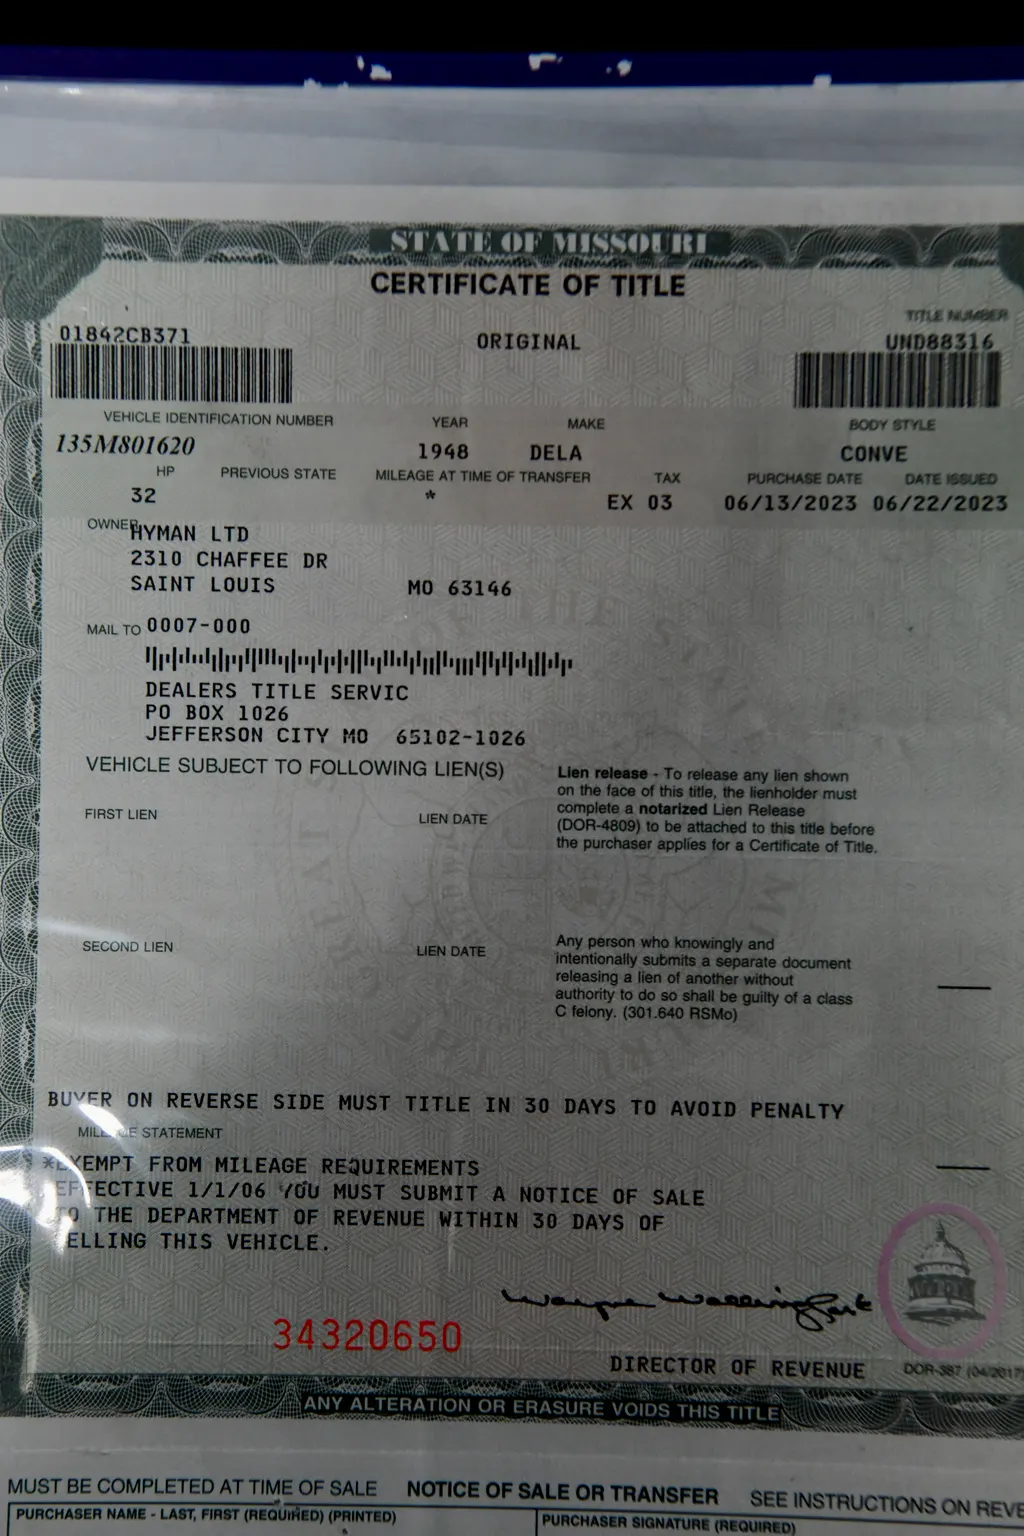 STATE OF MISSOURI
CERTIFICATE OF TITLE
TITLE NUMBER
01842CB371 ORIGINAL UND88316
VEHICLE IDENTIFICATION NUMBER YEAR MAKE BODY STYLE
135M801620 1948 DELA CONVE
HP PREVIOUS STATE MILEAGE AT TIME OF TRANSFER TAX PURCHASE DATE DATE ISSUED
32 * EX 03 06/13/2023 06/22/2023
OWNER HYMAN LTD
2310 CHAFFEE DR
SAINT LOUIS MO 63146
MAIL TO 0007-000
DEALERS TITLE SERVIC
PO BOX 1026
JEFFERSON CITY MO 65102-1026
VEHICLE SUBJECT TO FOLLOWING LIEN(S)
FIRST LIEN LIEN DATE
Lien release - To release any lien shown
on the face of this title, the lienholder must
complete a notarized Lien Release
(DOR-4809) to be attached to this title before
the purchaser applies for a Certificate of Title.
SECOND LIEN LIEN DATE
Any person who knowingly and
intentionally submits a separate document
releasing a lien of another without
authority to do so shall be guilty of a class
C felony. (301.640 RSMo)
BUYER ON REVERSE SIDE MUST TITLE IN 30 DAYS TO AVOID PENALTY
MILEAGE STATEMENT
*EXEMPT FROM MILEAGE REQUIREMENTS
EFFECTIVE 1/1/06 YOU MUST SUBMIT A NOTICE OF SALE
TO THE DEPARTMENT OF REVENUE WITHIN 30 DAYS OF
ELLING THIS VEHICLE.
34320650
DIRECTOR OF REVENUE
DOR-387 (04/2017)
ANY ALTERATION OR ERASURE VOIDS THIS TITLE
MUST BE COMPLETED AT TIME OF SALE NOTICE OF SALE OR TRANSFER SEE INSTRUCTIONS ON REVE
PURCHASER NAME - LAST, FIRST (REQUIRED) (PRINTED) PURCHASER SIGNATURE (REQUIRED)